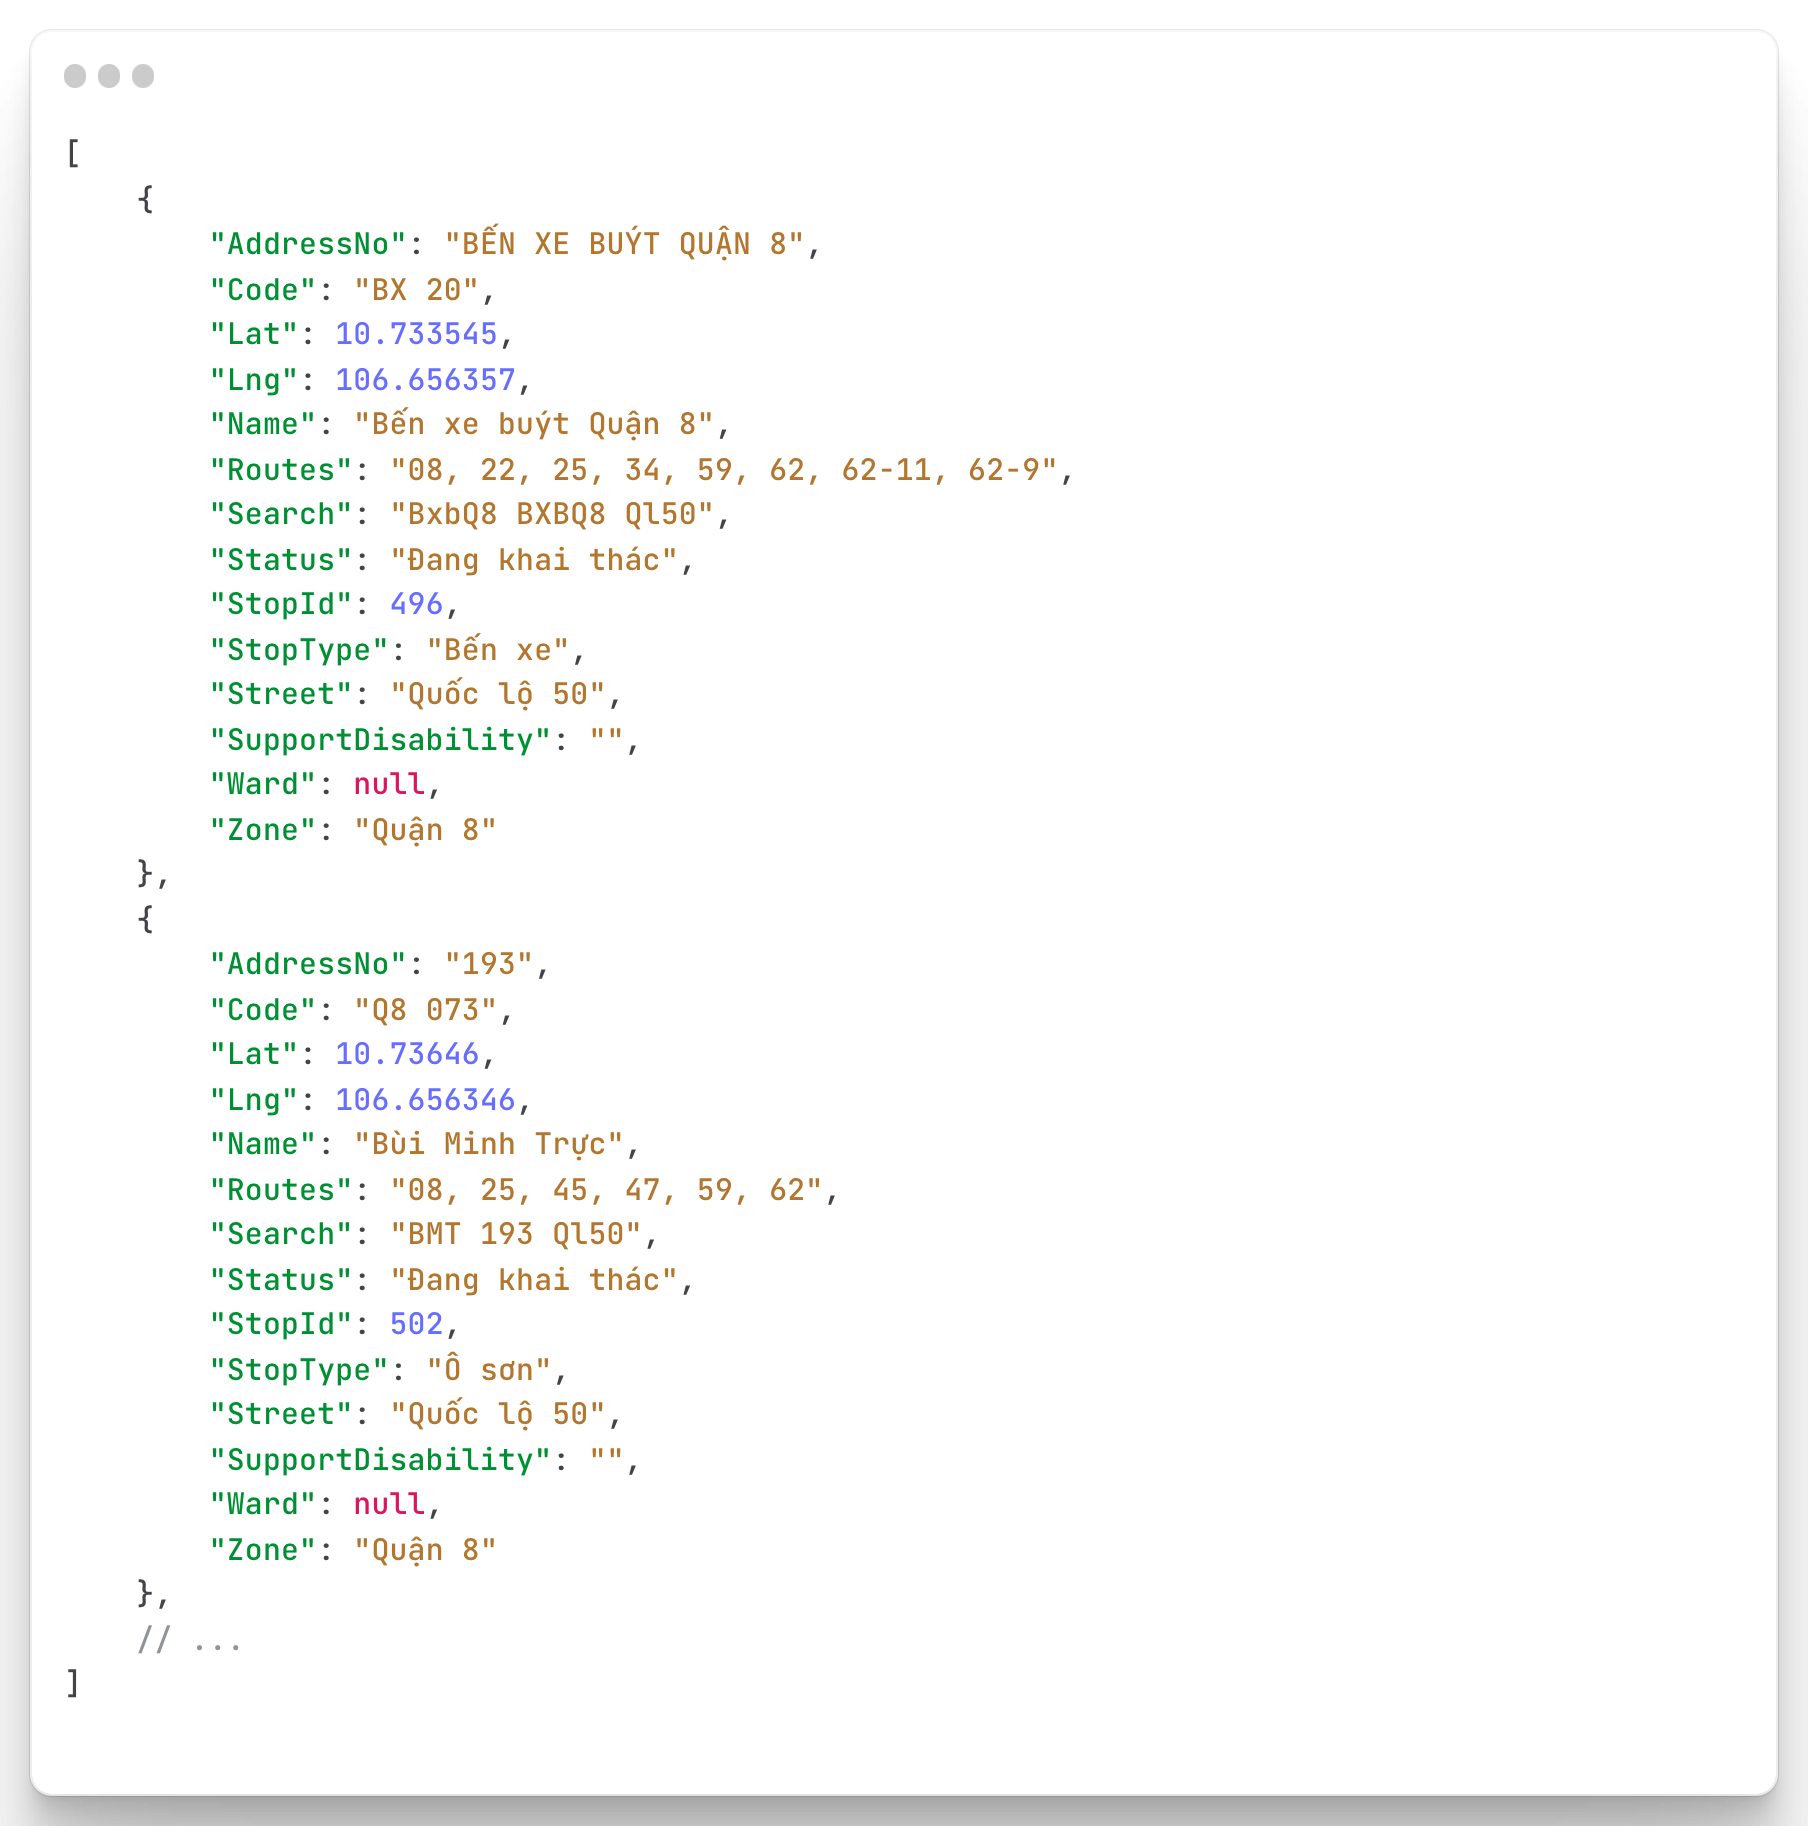 [
    {
        "AddressNo": "BẾN XE BUÝT QUẬN 8",
        "Code": "BX 20",
        "Lat": 10.733545,
        "Lng": 106.656357,
        "Name": "Bến xe buýt Quận 8",
        "Routes": "08, 22, 25, 34, 59, 62, 62-11, 62-9",
        "Search": "BxbQ8 BXBQ8 Ql50",
        "Status": "Đang khai thác",
        "StopId": 496,
        "StopType": "Bến xe",
        "Street": "Quốc lộ 50",
        "SupportDisability": "",
        "Ward": null,
        "Zone": "Quận 8"
    },
    {
        "AddressNo": "193",
        "Code": "Q8 073",
        "Lat": 10.73646,
        "Lng": 106.656346,
        "Name": "Bùi Minh Trực",
        "Routes": "08, 25, 45, 47, 59, 62",
        "Search": "BMT 193 Ql50",
        "Status": "Đang khai thác",
        "StopId": 502,
        "StopType": "Ô sơn",
        "Street": "Quốc lộ 50",
        "SupportDisability": "",
        "Ward": null,
        "Zone": "Quận 8"
    },
    // ...
]